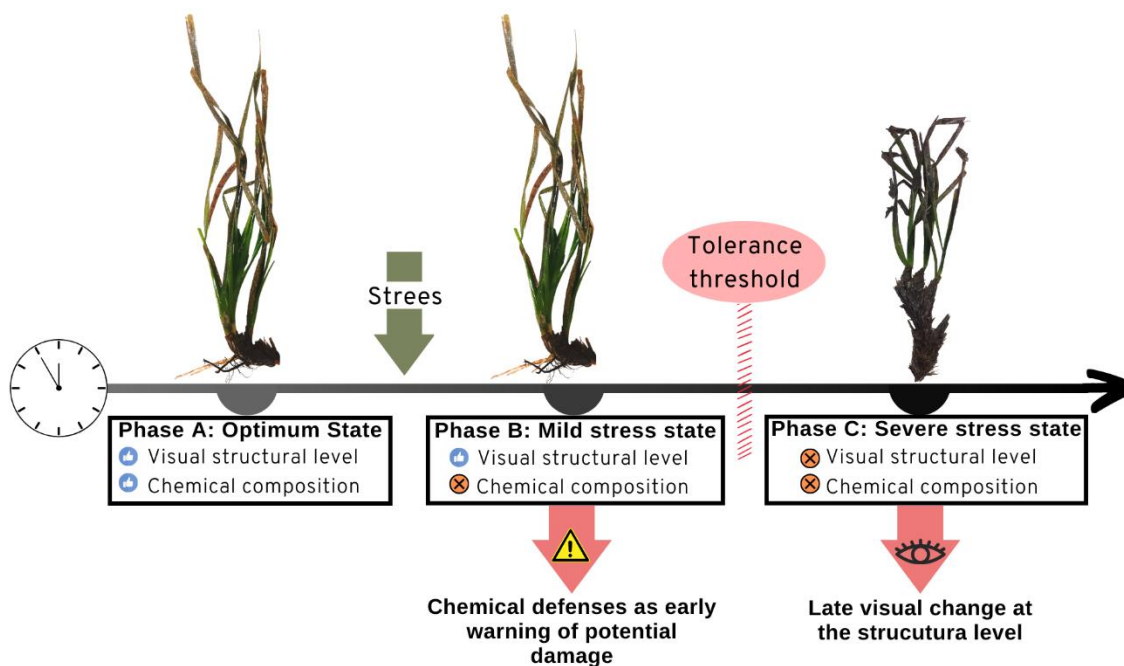 Strees
Tolerance
threshold
Phase A: Optimum State
Visual structural level
Chemical composition
Phase B: Mild stress state
Visual structural level
Chemical composition
Phase C: Severe stress state
Visual structural level
Chemical composition
Chemical defenses as early
warning of potential
damage
Late visual change at
the strucutura level